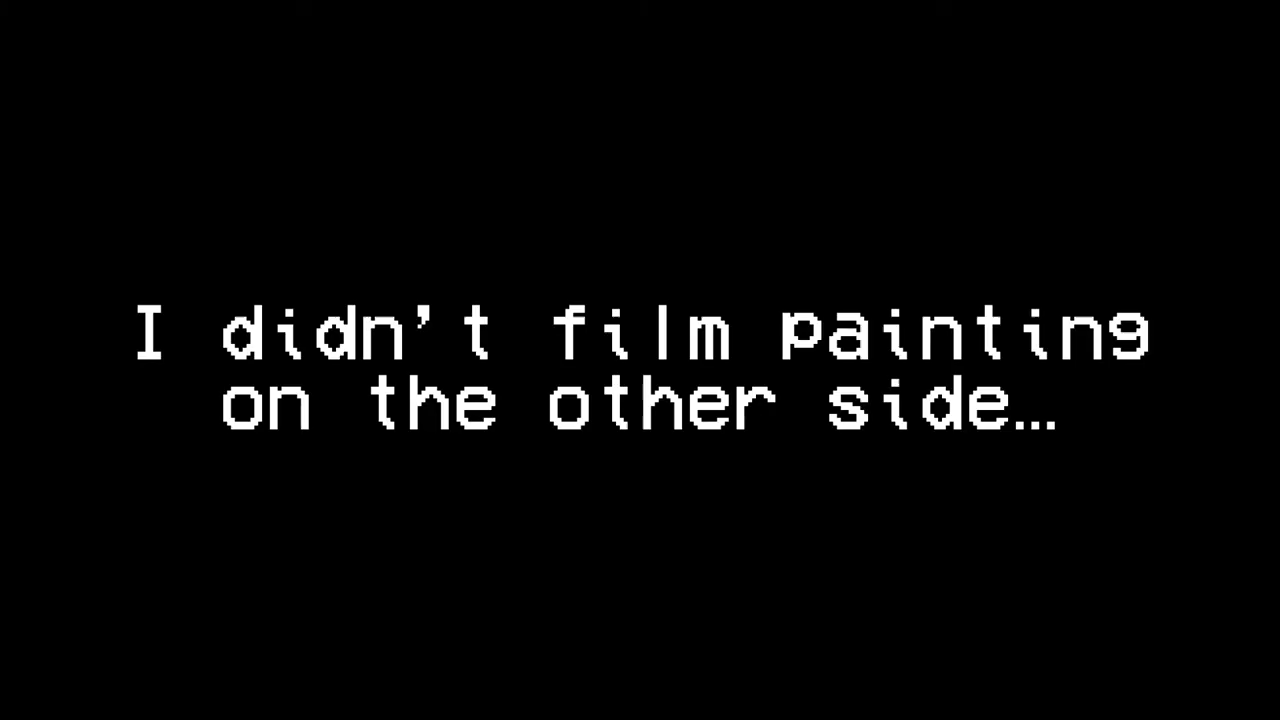 I didn't film painting
on the other side…